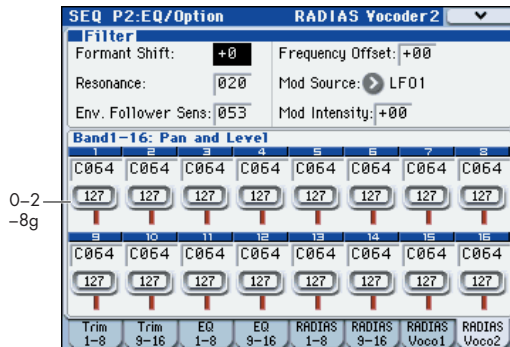 SEQ P2:EQ/Option RADIAS Vocoder2
Filter
Formant Shift: +0 Frequency Offset: +00
Resonance: 020 Mod Source: LFO1
Env. Follower Sens: 053 Mod Intensity: +00
Band1-16: Pan and Level
1 2 3 4 5 6 7 8
C064 C064 C064 C064 C064 C064 C064 C064
127 127 127 127 127 127 127 127
0–2
–8g
9 10 11 12 13 14 15 16
C064 C064 C064 C064 C064 C064 C064 C064
127 127 127 127 127 127 127 127
Trim Trim EQ EQ RADIAS RADIAS RADIAS RADIAS
1-8 9-16 1-8 9-16 1-8 9-16 Voco1 Voco2